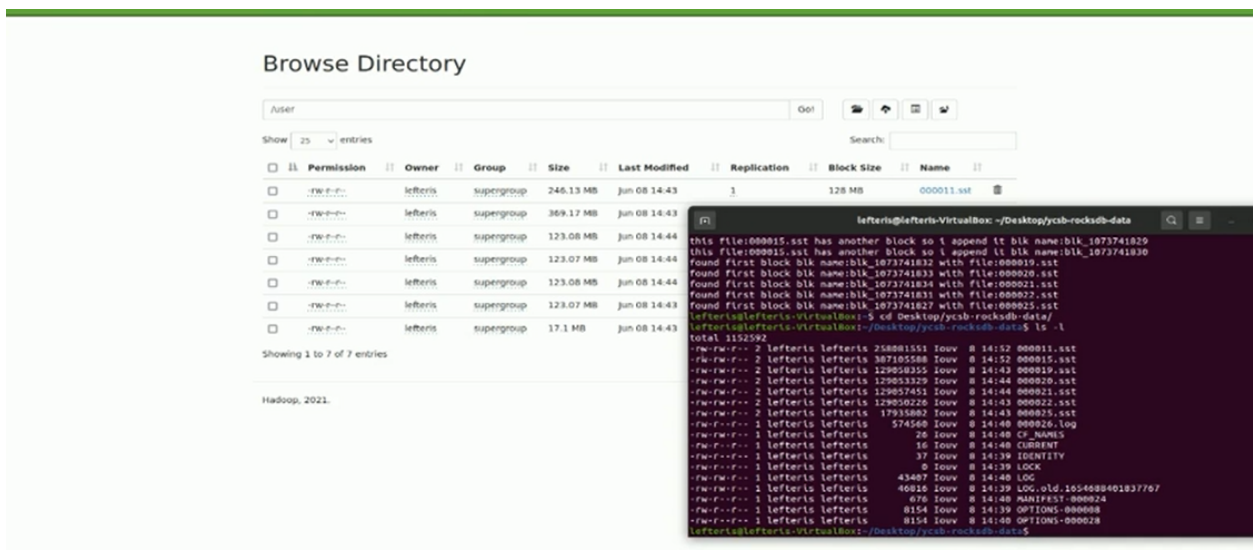 Browse Directory
/user Go!
Show 25 entries Search:
Permission Owner Group Size Last Modified Replication Block Size Name
-rw-r--r-- lefteris supergroup 246.13 MB Jun 08 14:43 1 128 MB 000011.sst
-rw-r--r-- lefteris supergroup 369.17 MB Jun 08 14:43
-rw-r--r-- lefteris supergroup 123.08 MB Jun 08 14:44
-rw-r--r-- lefteris supergroup 123.07 MB Jun 08 14:44
-rw-r--r-- lefteris supergroup 123.08 MB Jun 08 14:44
-rw-r--r-- lefteris supergroup 123.07 MB Jun 08 14:43
-rw-r--r-- lefteris supergroup 17.1 MB Jun 08 14:43
Showing 1 to 7 of 7 entries
Hadoop, 2021.
lefteris@lefteris-VirtualBox: ~/Desktop/ycsb-rocksdb-data
this file:000015.sst has another block so i append it blk name:blk_1073741829
this file:000015.sst has another block so i append it blk name:blk_1073741830
found first block blk name:blk_1073741832 with file:000019.sst
found first block blk name:blk_1073741833 with file:000020.sst
found first block blk name:blk_1073741834 with file:000021.sst
found first block blk name:blk_1073741831 with file:000022.sst
found first block blk name:blk_1073741827 with file:000025.sst
lefteris@lefteris-VirtualBox:~$ cd Desktop/ycsb-rocksdb-data/
lefteris@lefteris-VirtualBox:~/Desktop/ycsb-rocksdb-data$ ls -l
total 1152592
-rw-rw-r-- 2 lefteris lefteris 258081551 Ιουν 8 14:52 000011.sst
-rw-rw-r-- 2 lefteris lefteris 387105588 Ιουν 8 14:52 000015.sst
-rw-rw-r-- 2 lefteris lefteris 129058355 Ιουν 8 14:43 000019.sst
-rw-rw-r-- 2 lefteris lefteris 129053329 Ιουν 8 14:44 000020.sst
-rw-rw-r-- 2 lefteris lefteris 129057451 Ιουν 8 14:44 000021.sst
-rw-rw-r-- 2 lefteris lefteris 129050226 Ιουν 8 14:43 000022.sst
-rw-rw-r-- 2 lefteris lefteris 17935802 Ιουν 8 14:43 000025.sst
-rw-r--r-- 1 lefteris lefteris 574560 Ιουν 8 14:40 000026.log
-rw-r--r-- 1 lefteris lefteris 26 Ιουν 8 14:40 CF_NAMES
-rw-r--r-- 1 lefteris lefteris 16 Ιουν 8 14:40 CURRENT
-rw-r--r-- 1 lefteris lefteris 37 Ιουν 8 14:39 IDENTITY
-rw-r--r-- 1 lefteris lefteris 0 Ιουν 8 14:39 LOCK
-rw-r--r-- 1 lefteris lefteris 43407 Ιουν 8 14:40 LOG
-rw-r--r-- 1 lefteris lefteris 46816 Ιουν 8 14:39 LOG.old.1654688401837767
-rw-r--r-- 1 lefteris lefteris 676 Ιουν 8 14:40 MANIFEST-000024
-rw-r--r-- 1 lefteris lefteris 8154 Ιουν 8 14:39 OPTIONS-000008
-rw-r--r-- 1 lefteris lefteris 8154 Ιουν 8 14:40 OPTIONS-000028
lefteris@lefteris-VirtualBox:~/Desktop/ycsb-rocksdb-data$